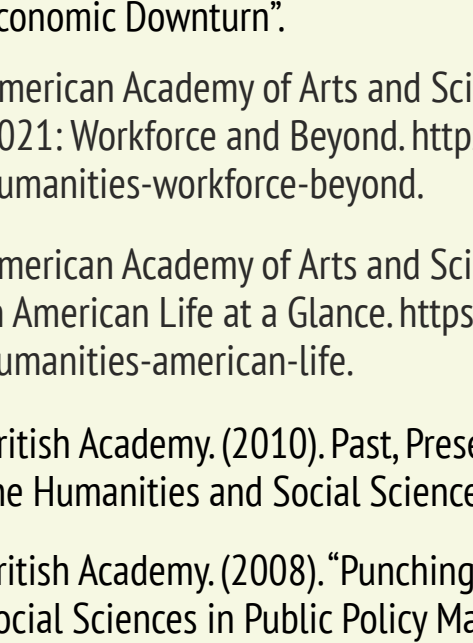 conomic Downturn”.
merican Academy of Arts and Sci
021: Workforce and Beyond. http
umanities-workforce-beyond.
merican Academy of Arts and Sci
American Life at a Glance. https
umanities-american-life.
ritish Academy. (2010). Past, Prese
he Humanities and Social Science
ritish Academy. (2008). “Punching
ocial Sciences in Public Policy Ma